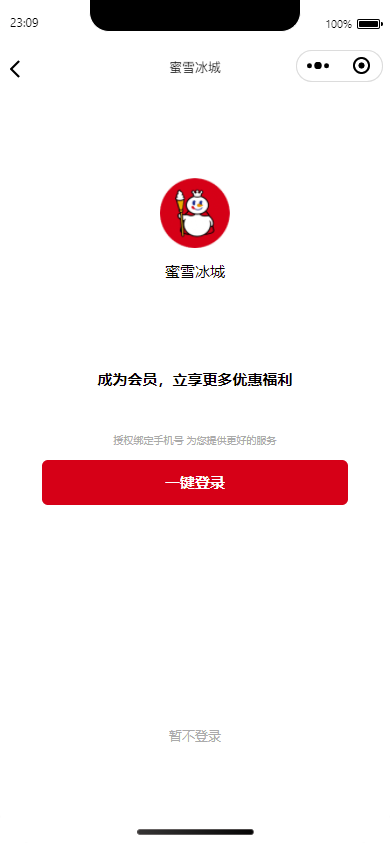 23:09
100%
蜜雪冰城
蜜雪冰城
成为会员，立享更多优惠福利
授权绑定手机号 为您提供更好的服务
一键登录
暂不登录